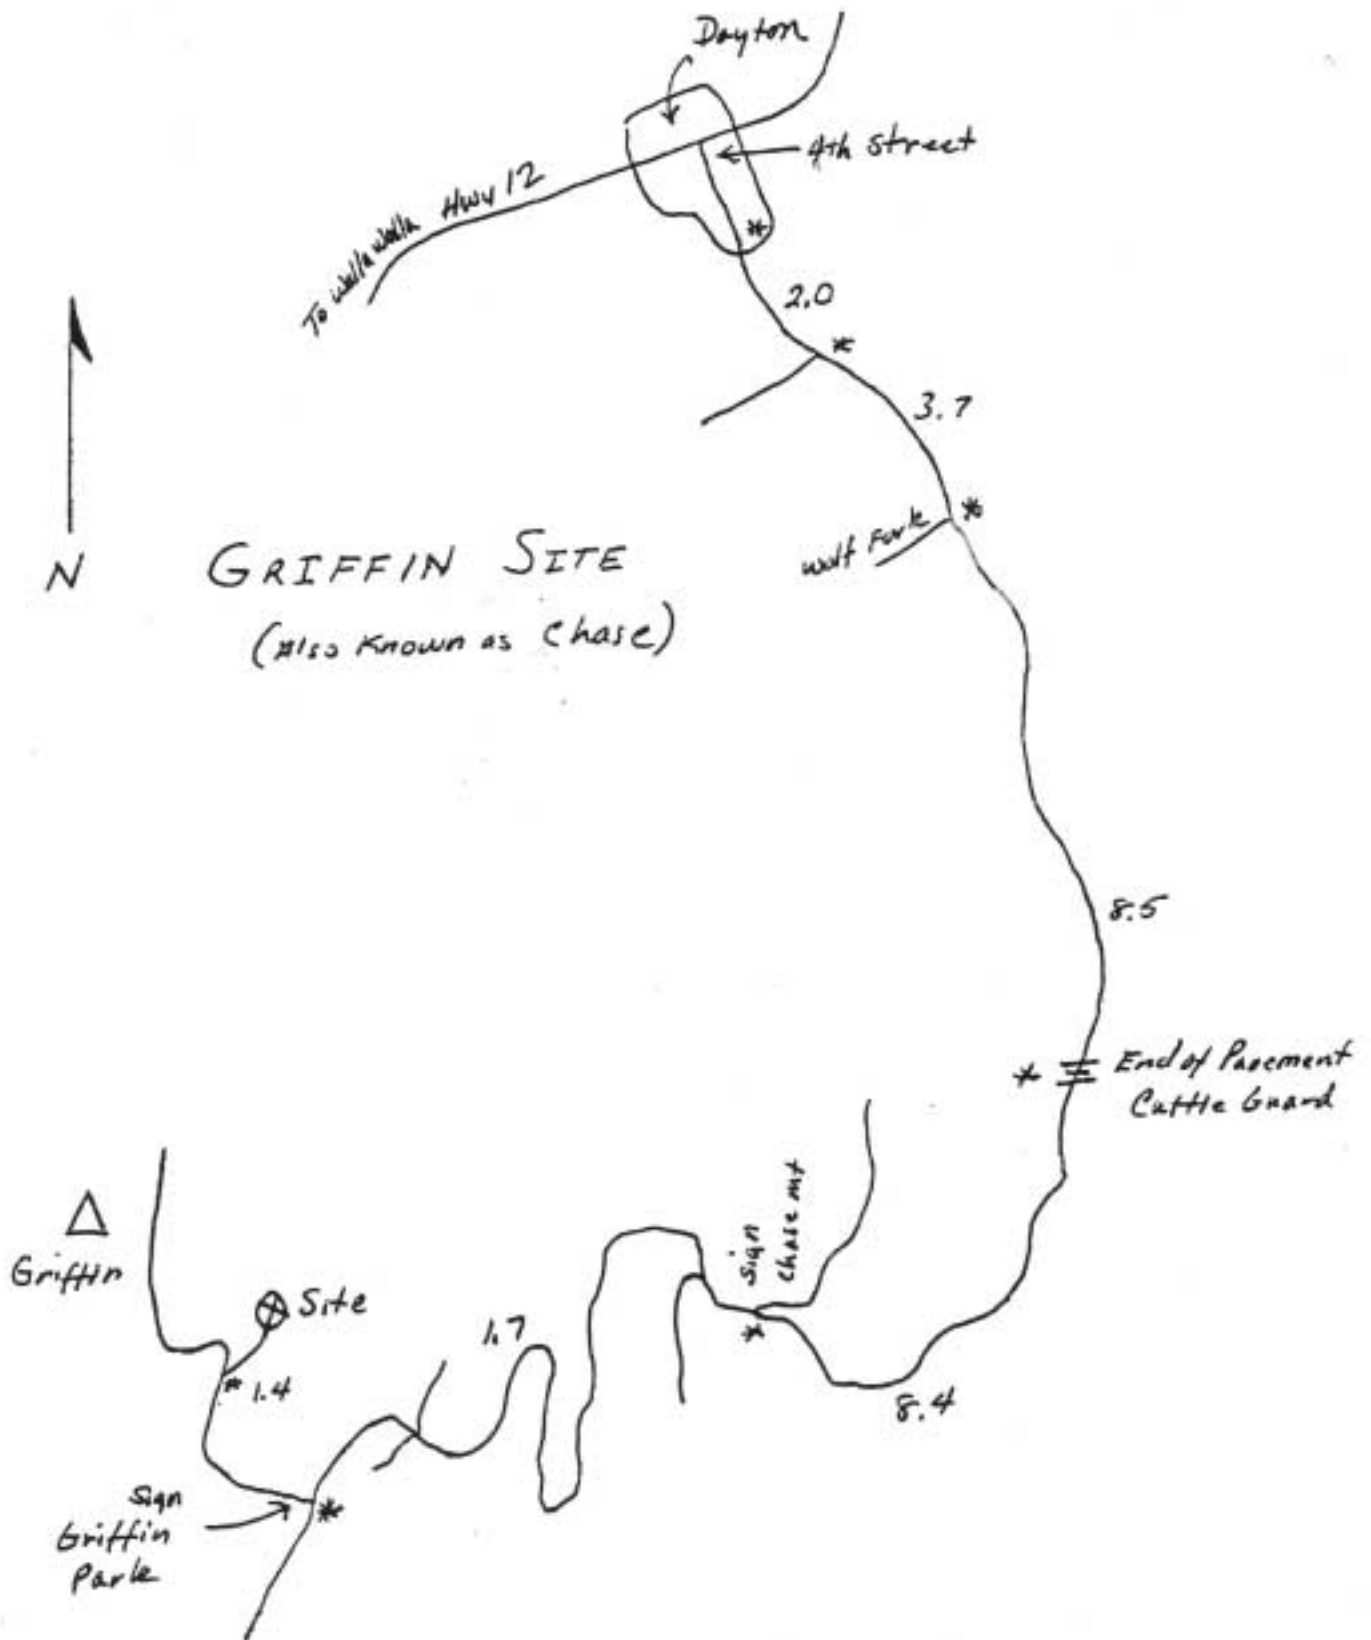 Dayton
4th Street
To Walla Walla Hwy 12
*
2.0
*
3.7
*
Wolf Fork
N
GRIFFIN SITE
(Also Known as Chase)
8.5
*
End of Pavement
Cattle Guard
Sign
Chase Mt
*
8.4
Griffin
Site
1.7
* 1.4
Sign
Griffin
Park
*